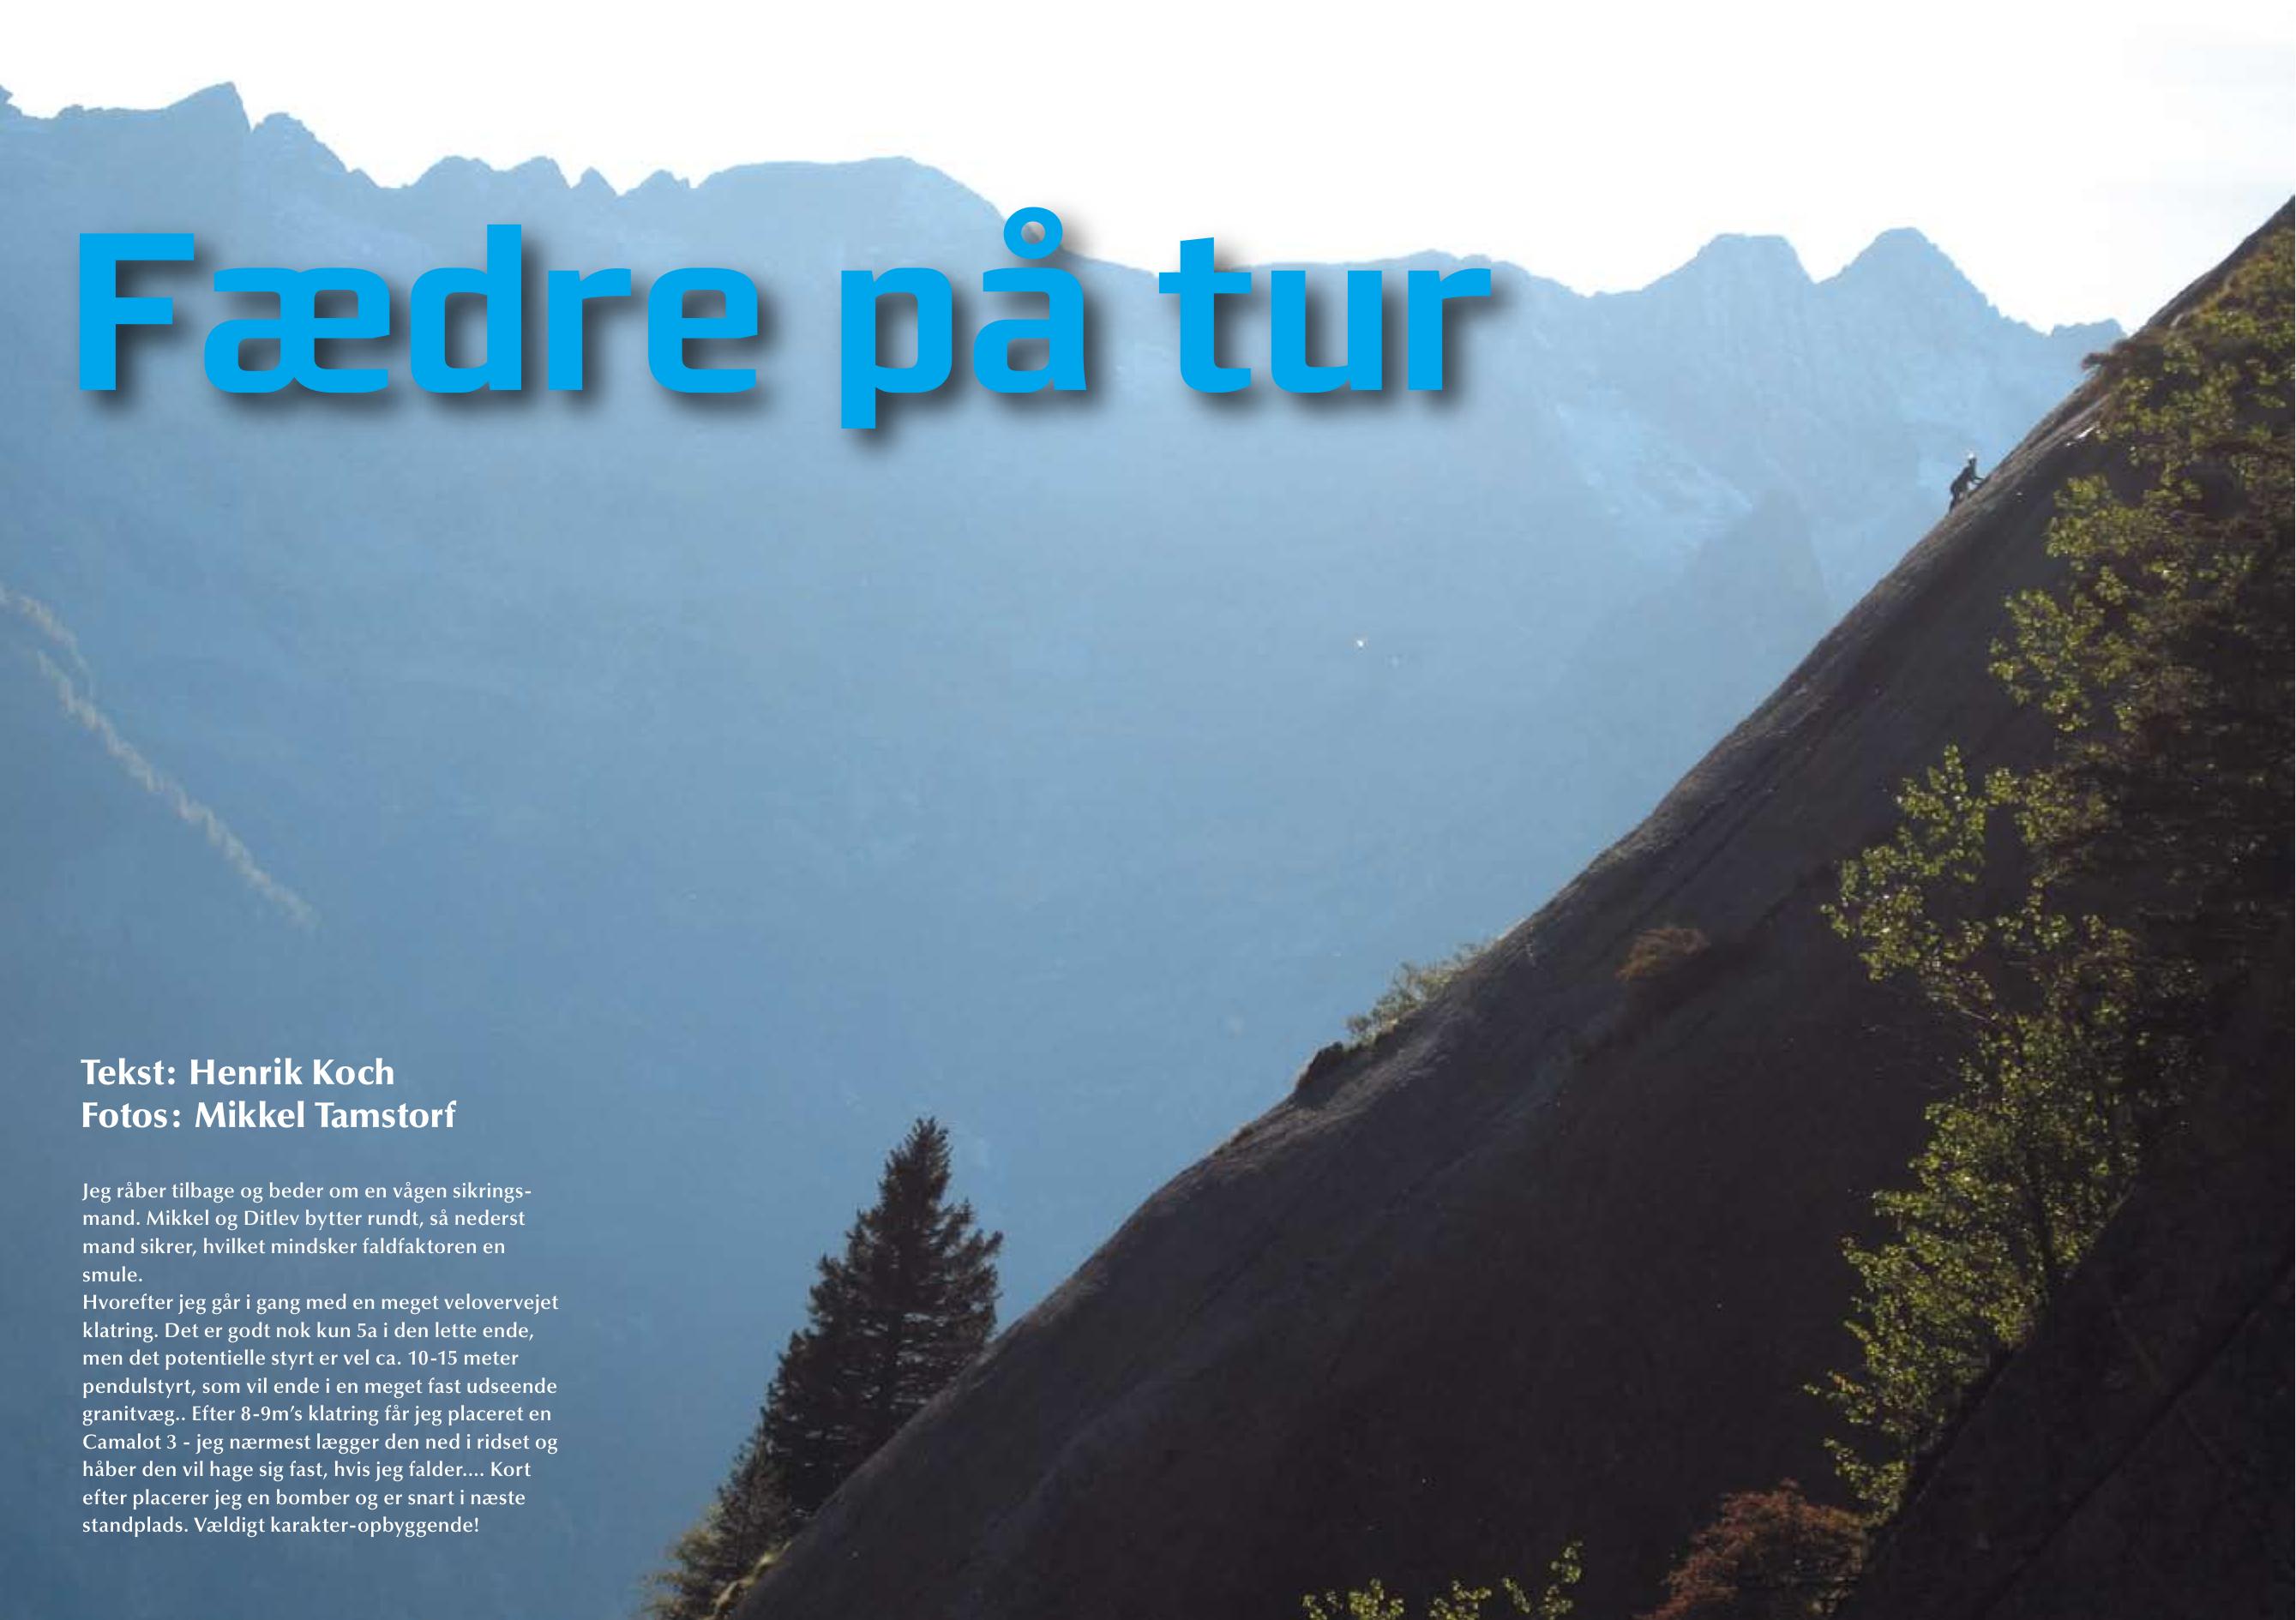 Fædre på tur
Tekst: Henrik Koch
Fotos: Mikkel Tamstorf
Jeg råber tilbage og beder om en vågen sikrings-
mand. Mikkel og Ditlev bytter rundt, så nederst
mand sikrer, hvilket mindsker faldfaktoren en
smule.
Hvorefter jeg går i gang med en meget velovervejet
klatring. Det er godt nok kun 5a i den lette ende,
men det potentielle styrt er vel ca. 10-15 meter
pendulstyrt, som vil ende i en meget fast udseende
granitvæg.. Efter 8-9m’s klatring får jeg placeret en
Camalot 3 - jeg nærmest lægger den ned i ridset og
håber den vil hage sig fast, hvis jeg falder.... Kort
efter placerer jeg en bomber og er snart i næste
standplads. Vældigt karakter-opbyggende!